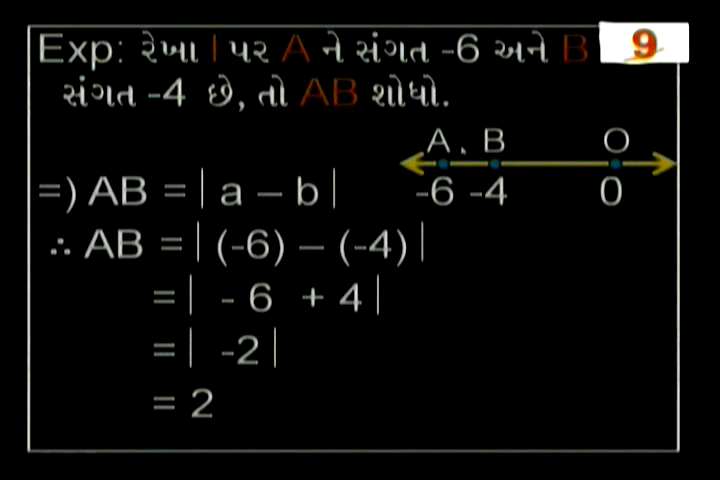 Exp: રેખા l પર A ને સંગત -6 અને B 9
સંગત -4 છે, તો AB શોધો.
A . B O
-6 -4 0
=) AB = | a – b |
∴ AB = | (-6) – (-4) |
= | - 6 + 4 |
= | -2 |
= 2